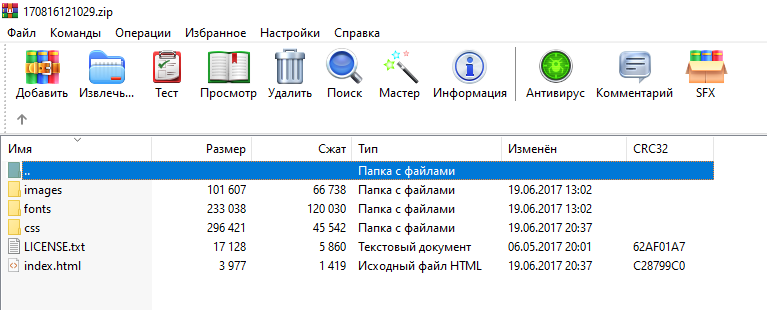 170816121029.zip
Файл Команды Операции Избранное Настройки Справка
Добавить Извлечь... Тест Просмотр Удалить Поиск Мастер Информация Антивирус Комментарий SFX
Имя Размер Сжат Тип Изменён CRC32
.. Папка с файлами
images 101 607 66 738 Папка с файлами 19.06.2017 13:02
fonts 233 038 120 030 Папка с файлами 19.06.2017 13:02
css 296 421 45 542 Папка с файлами 19.06.2017 20:37
LICENSE.txt 17 128 5 860 Текстовый документ 06.05.2017 20:01 62AF01A7
index.html 3 977 1 419 Исходный файл HTML 19.06.2017 20:37 C28799C0